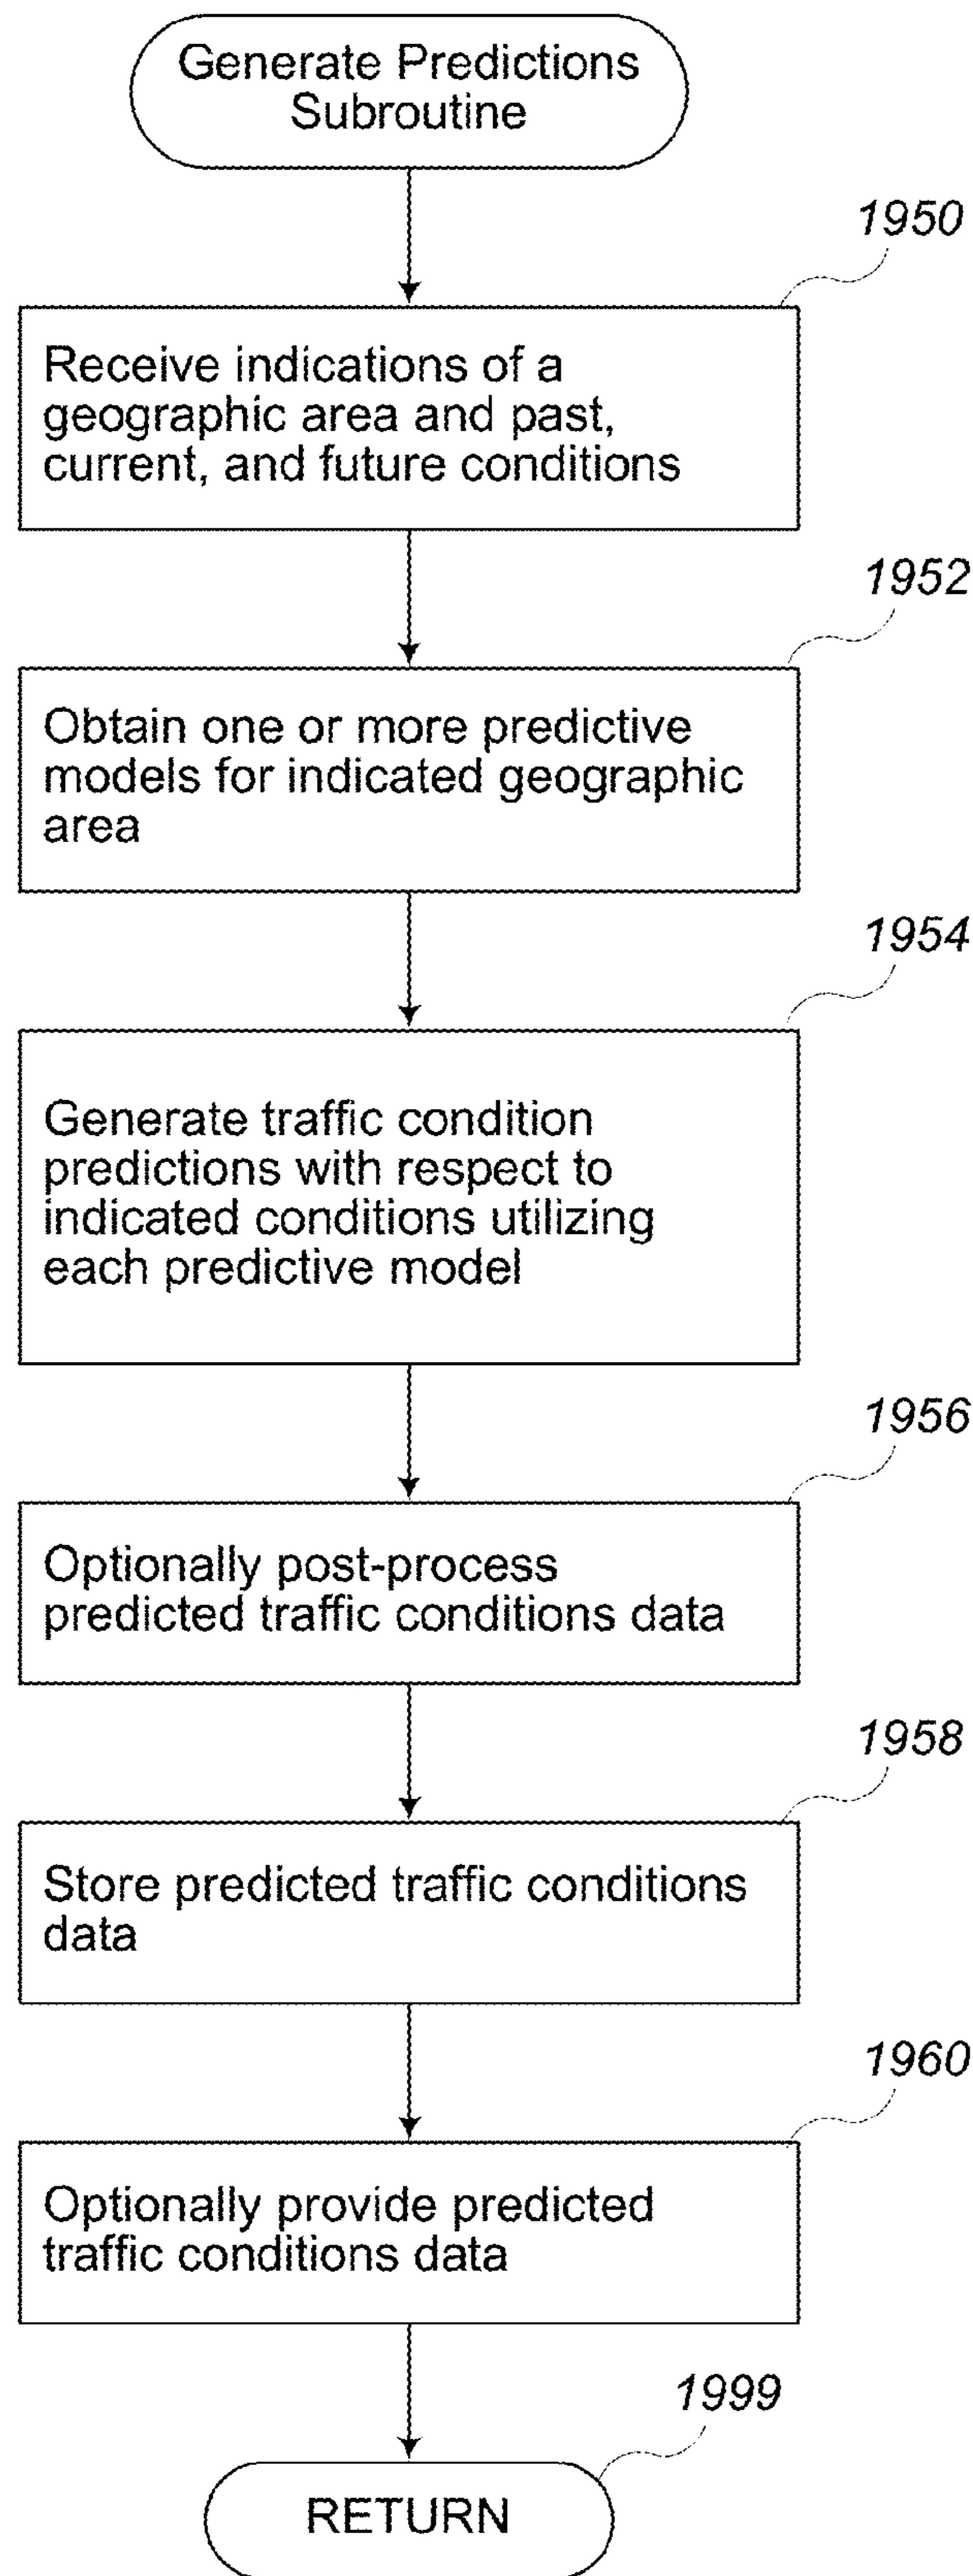 Generate Predictions
Subroutine
1950
Receive indications of a
geographic area and past,
current, and future conditions
1952
Obtain one or more predictive
models for indicated geographic
area
1954
Generate traffic condition
predictions with respect to
indicated conditions utilizing
each predictive model
1956
Optionally post-process
predicted traffic conditions data
1958
Store predicted traffic conditions
data
1960
Optionally provide predicted
traffic conditions data
1999
RETURN